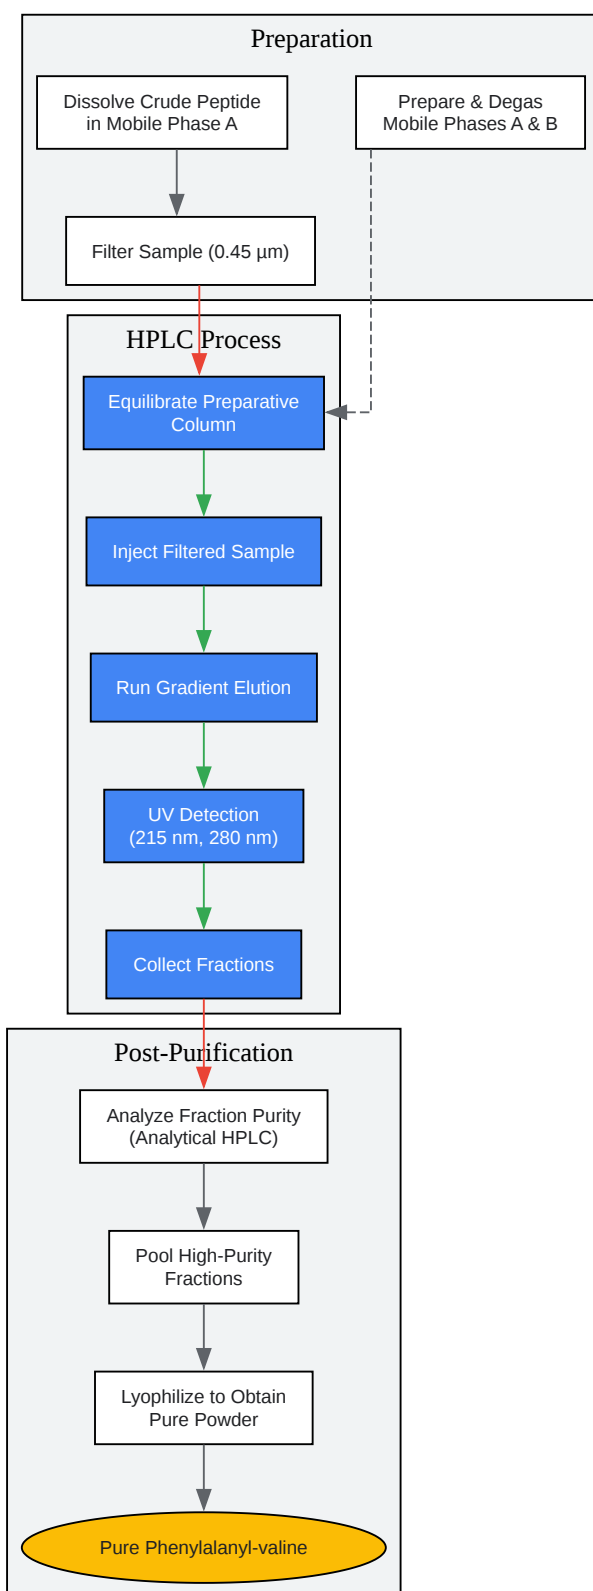 Preparation
Dissolve Crude Peptide
in Mobile Phase A
Prepare & Degas
Mobile Phases A & B
Filter Sample (0.45 µm)
HPLC Process
Equilibrate Preparative
Column
Inject Filtered Sample
Run Gradient Elution
UV Detection
(215 nm, 280 nm)
Collect Fractions
Post-Purification
Analyze Fraction Purity
(Analytical HPLC)
Pool High-Purity
Fractions
Lyophilize to Obtain
Pure Powder
Pure Phenylalanyl-valine